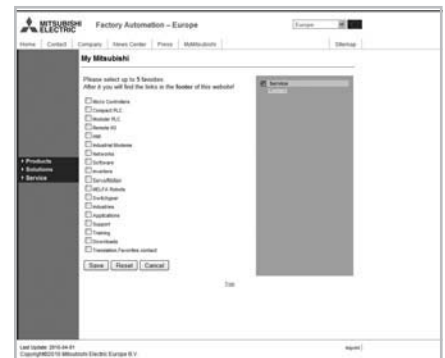 MITSUBISHI
ELECTRIC
Factory Automation – Europe
Europe
Home
Contact
Company
News Center
Press
MyMitsubishi
Sitemap
My Mitsubishi
Please select up to 5 favorites.
After it you will find the links in the footer of this website!
Micro Controllers
Compact PLC
Modular PLC
Remote IO
HMI
Industrial Modems
Networks
Software
Inverters
Servo/Motion
MELFA Robots
Switchgear
Industries
Applications
Support
Training
Downloads
Translation.Favorites.contact
Save
Reset
Cancel
Top
Service
Contact
Products
Solutions
Service
Last Update: 2010-04-01
Copyright©2010 Mitsubishi Electric Europe B.V.
Imprint